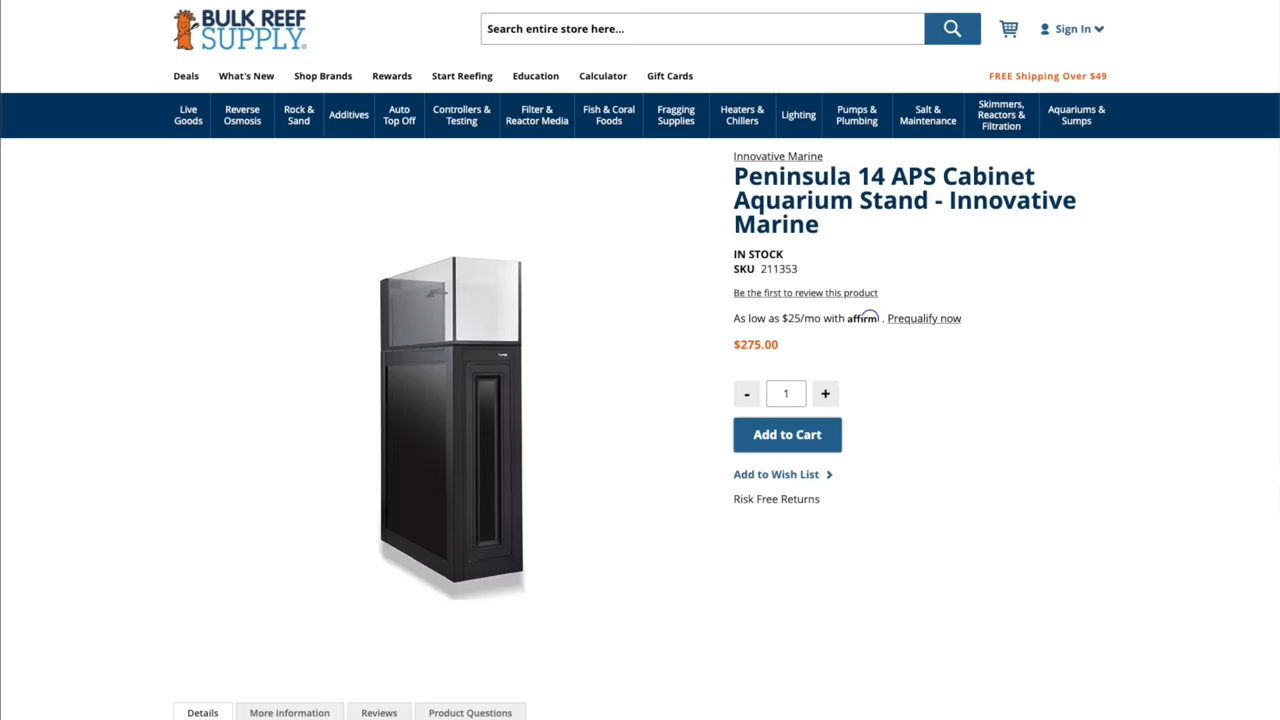 BULK REEF
SUPPLY®
Search entire store here...
Sign In
Deals What's New Shop Brands Rewards Start Reefing Education Calculator Gift Cards
FREE Shipping Over $49
Live Goods
Reverse Osmosis
Rock & Sand
Additives
Auto Top Off
Controllers & Testing
Filter & Reactor Media
Fish & Coral Foods
Fragging Supplies
Heaters & Chillers
Lighting
Pumps & Plumbing
Salt & Maintenance
Skimmers, Reactors & Filtration
Aquariums & Sumps
Innovative Marine
Peninsula 14 APS Cabinet
Aquarium Stand - Innovative
Marine
IN STOCK
SKU 211353
Be the first to review this product
As low as $25/mo with affirm . Prequalify now
$275.00
- 1 +
Add to Cart
Add to Wish List
Risk Free Returns
Details More Information Reviews Product Questions